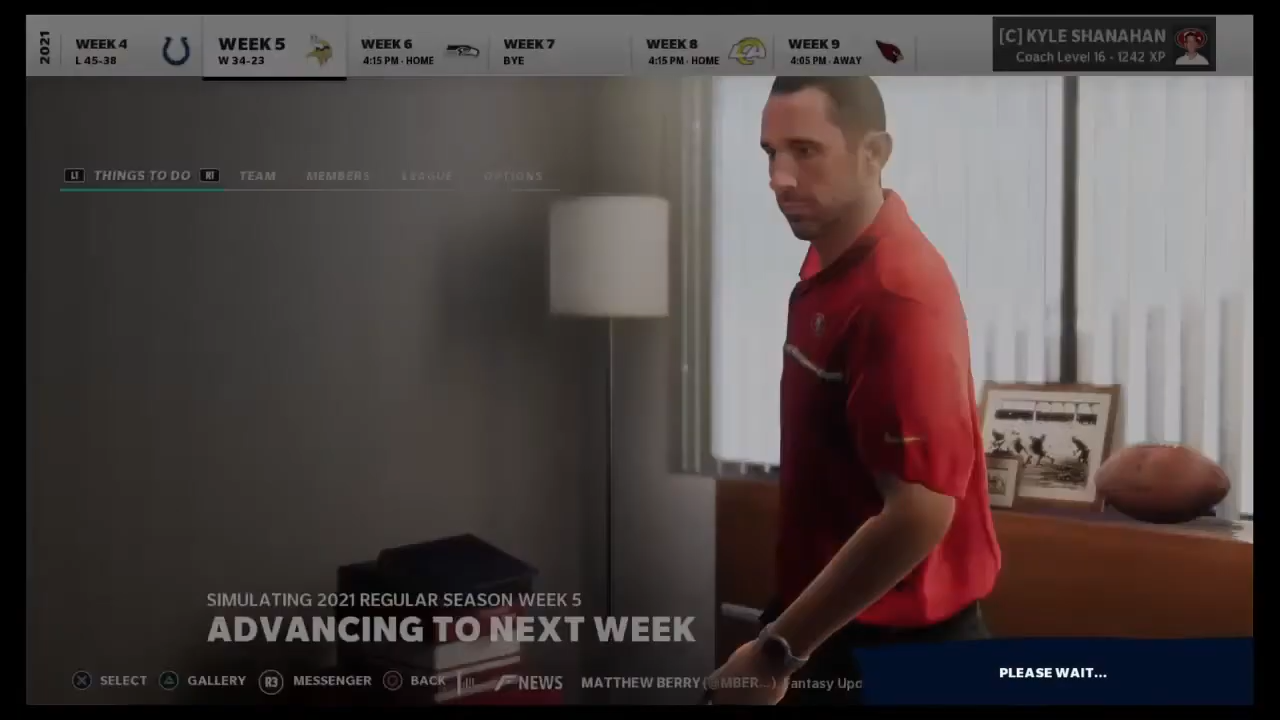 2021
WEEK 4
L 45-38
WEEK 5
W 34-23
WEEK 6
4:15 PM - HOME
WEEK 7
BYE
WEEK 8
4:15 PM - HOME
WEEK 9
4:05 PM - AWAY
[C] KYLE SHANAHAN
Coach Level 16 - 1242 XP
L1 THINGS TO DO R1 TEAM MEMBERS LEAGUE OPTIONS
SIMULATING 2021 REGULAR SEASON WEEK 5
ADVANCING TO NEXT WEEK
SELECT GALLERY R3 MESSENGER BACK NEWS MATTHEW BERRY Fantasy Upd
PLEASE WAIT...